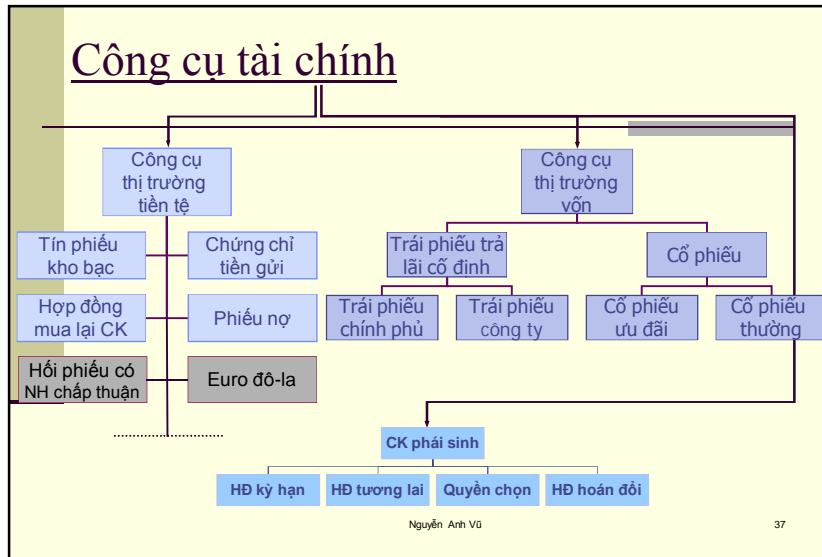 Công cụ tài chính
Công cụ
thị trường
tiền tệ
Tín phiếu
kho bạc
Chứng chỉ
tiền gửi
Hợp đồng
mua lại CK
Phiếu nợ
Hối phiếu có
NH chấp thuận
Euro đô-la
Công cụ
thị trường
vốn
Trái phiếu trả
lãi cố định
Cổ phiếu
Trái phiếu
chính phủ
Trái phiếu
công ty
Cổ phiếu
ưu đãi
Cổ phiếu
thường
CK phái sinh
HĐ kỳ hạn
HĐ tương lai
Quyền chọn
HĐ hoán đổi
Nguyễn Anh Vũ
37